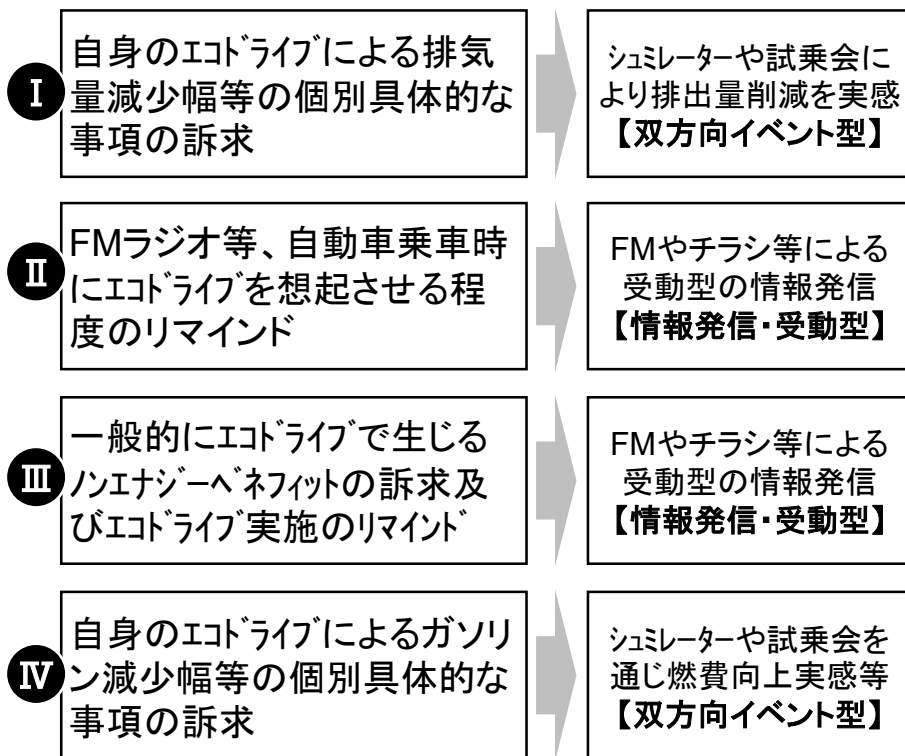 Ⅰ
自身のｴｺﾄﾞﾗｲﾌﾞによる排気
量減少幅等の個別具体的な
事項の訴求
ｼｭﾐﾚｰﾀｰや試乗会に
より排出量削減を実感
【双方向イベント型】
Ⅱ
FMラジオ等、自動車乗車時
にｴｺﾄﾞﾗｲﾌﾞを想起させる程
度のリマインド
FMやチラシ等による
受動型の情報発信
【情報発信・受動型】
Ⅲ
一般的にｴｺﾄﾞﾗｲﾌﾞで生じる
ﾉﾝｴﾅｼﾞｰﾍﾞﾈﾌｨｯﾄの訴求及
びｴｺﾄﾞﾗｲﾌﾞ実施のﾘﾏｲﾝﾄﾞ
FMやチラシ等による
受動型の情報発信
【情報発信・受動型】
Ⅳ
自身のｴｺﾄﾞﾗｲﾌﾞによるガソリ
ン減少幅等の個別具体的な
事項の訴求
ｼｭﾐﾚｰﾀｰや試乗会を
通じ燃費向上実感等
【双方向イベント型】